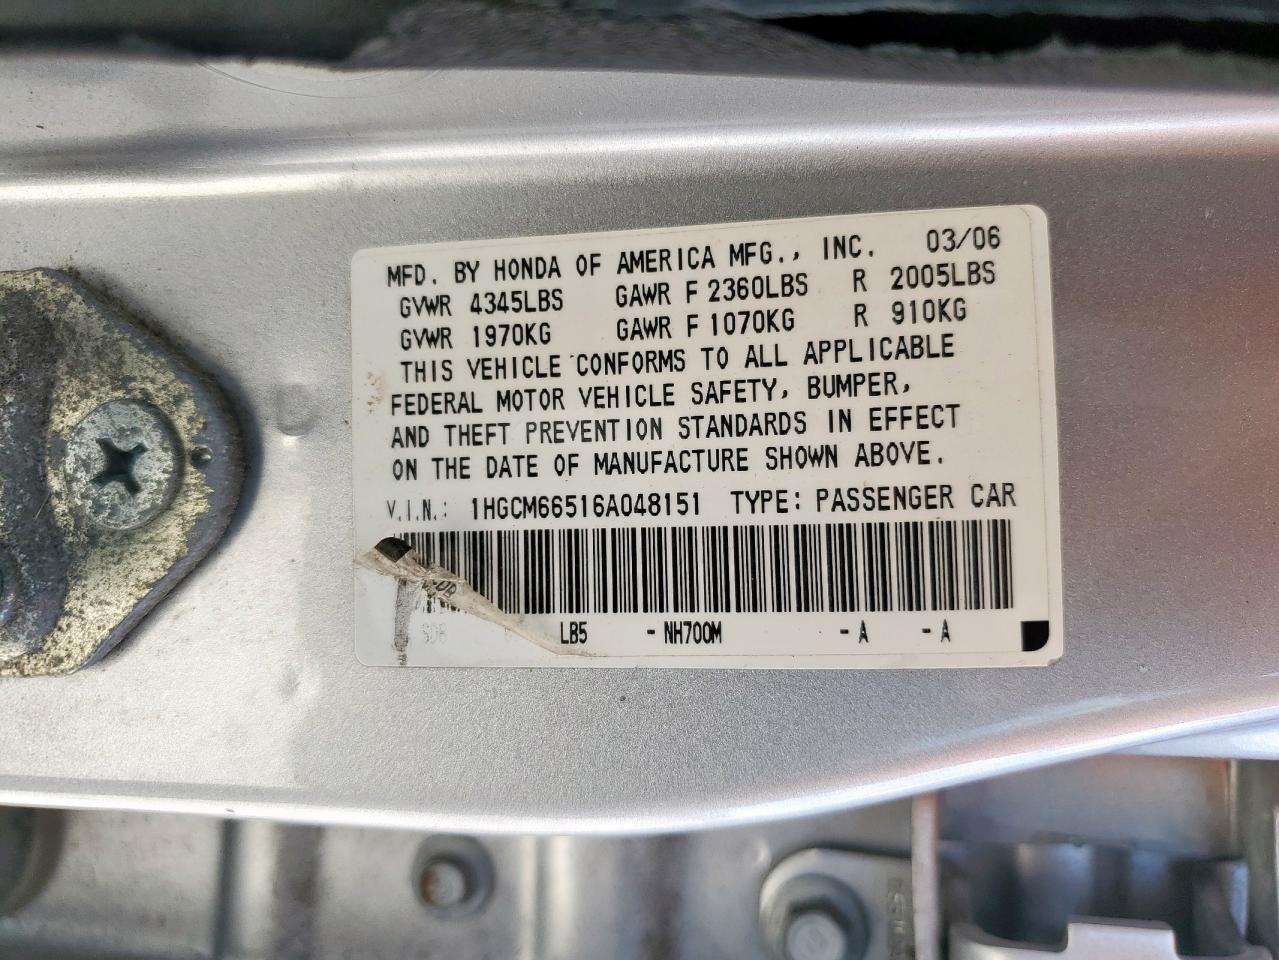 MFD. BY HONDA OF AMERICA MFG., INC. 03/06
GVWR 4345LBS GAWR F 2360LBS R 2005LBS
GVWR 1970KG GAWR F 1070KG R 910KG
THIS VEHICLE CONFORMS TO ALL APPLICABLE
FEDERAL MOTOR VEHICLE SAFETY, BUMPER,
AND THEFT PREVENTION STANDARDS IN EFFECT
ON THE DATE OF MANUFACTURE SHOWN ABOVE.
V.I.N.: 1HGCM66516A048151 TYPE: PASSENGER CAR
LB5 -NH700M -A -A